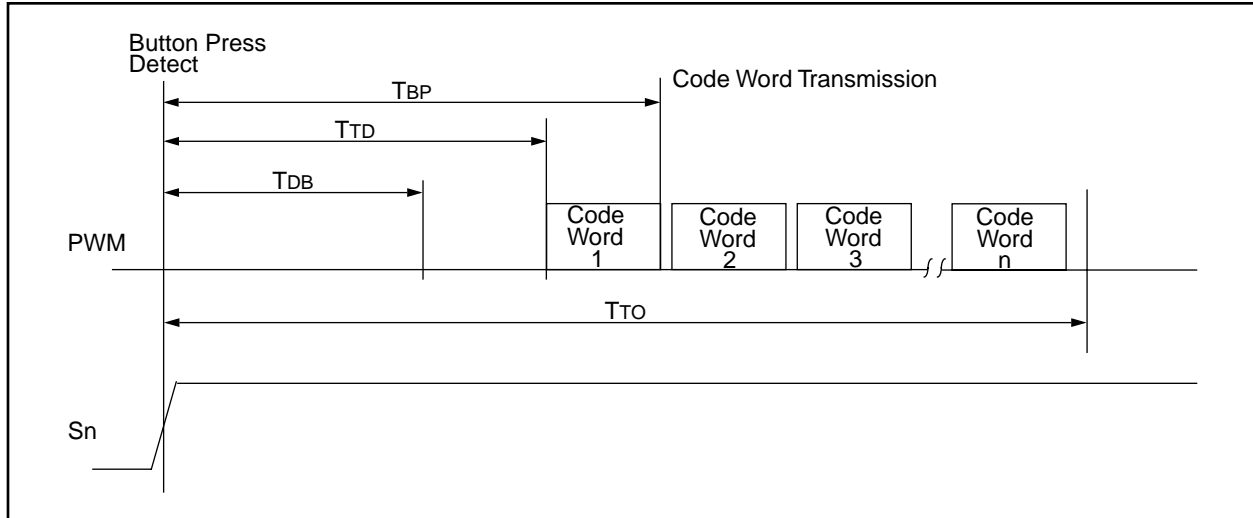 Button Press
Detect
Code Word Transmission
TBP
TTD
TDB
PWM
Code
Word
1
Code
Word
2
Code
Word
3
Code
Word
n
TTO
Sn